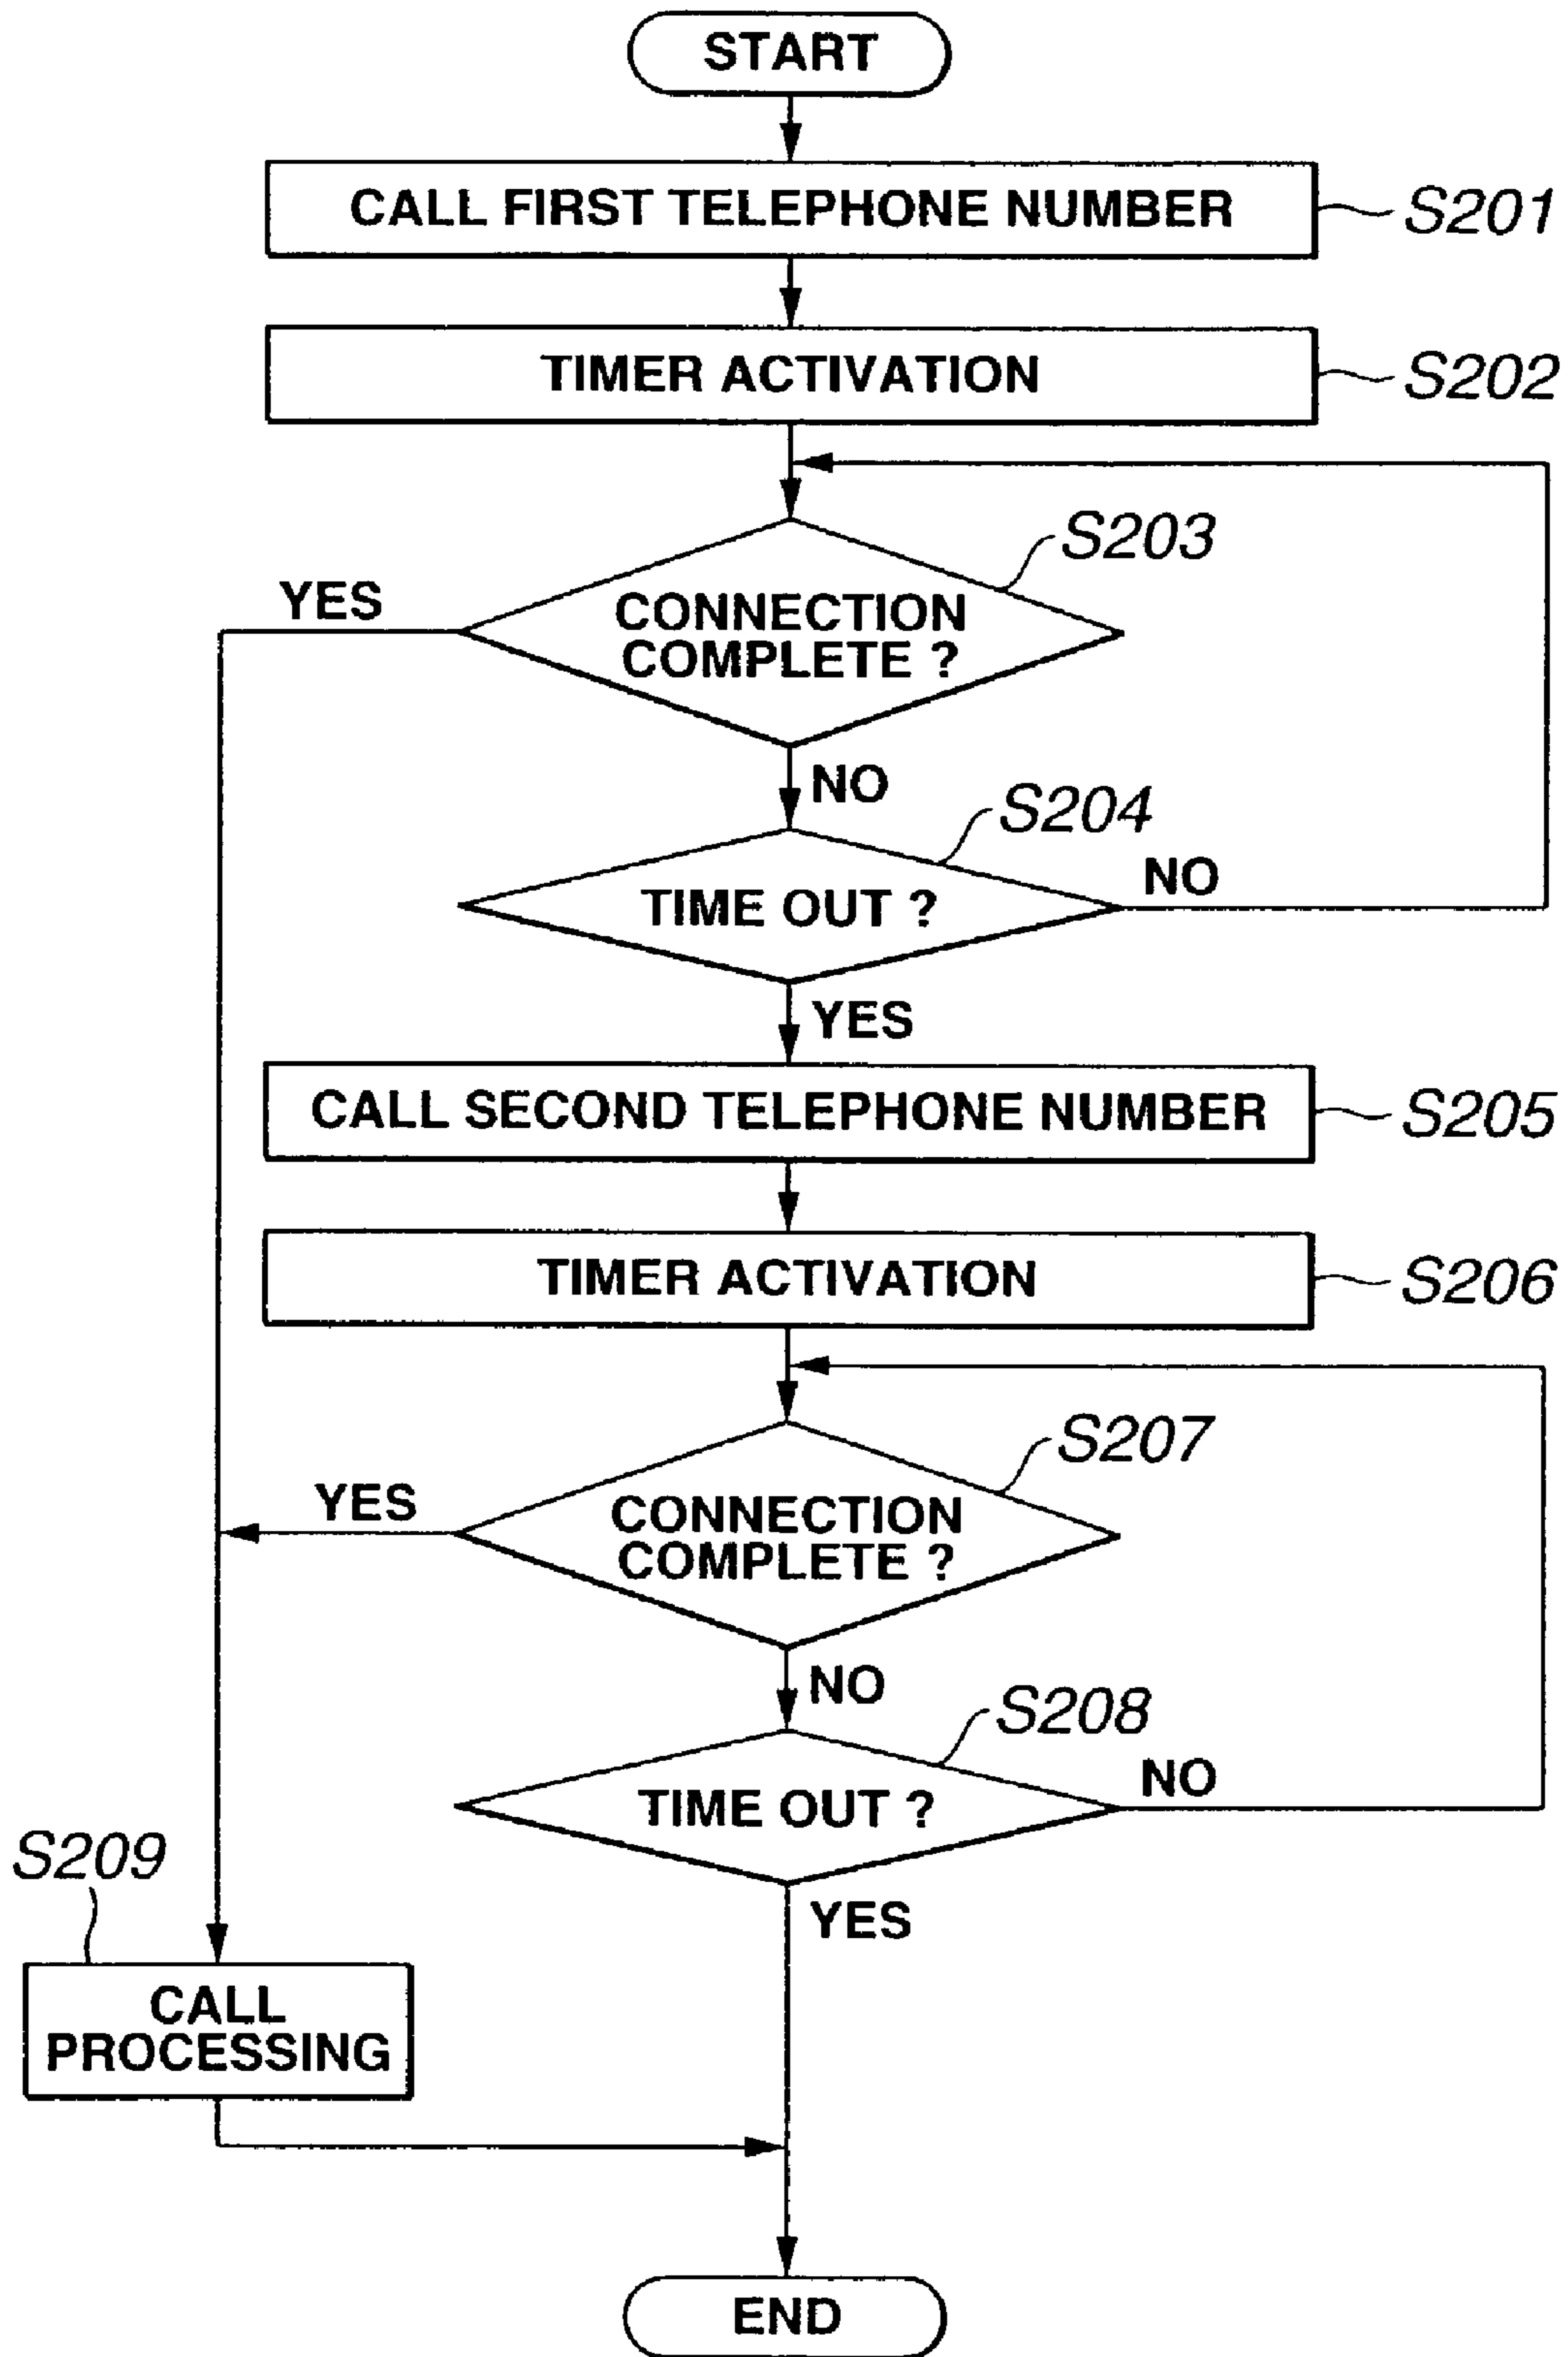 START
CALL FIRST TELEPHONE NUMBER
S201
TIMER ACTIVATION
S202
S203
YES
CONNECTION
COMPLETE ?
NO
S204
TIME OUT ?
NO
YES
CALL SECOND TELEPHONE NUMBER
S205
TIMER ACTIVATION
S206
S207
YES
CONNECTION
COMPLETE ?
NO
S208
TIME OUT ?
NO
YES
S209
CALL
PROCESSING
END